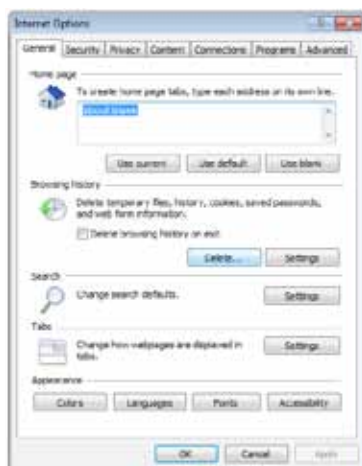 Internet Options
General Security Privacy Content Connections Programs Advanced
Home page
To create home page tabs, type each address on its own line.
about:blank
Use current Use default Use blank
Browsing history
Delete temporary files, history, cookies, saved passwords,
and web form information.
Delete browsing history on exit
Delete... Settings
Search
Change search defaults. Settings
Tabs
Change how webpages are displayed in
tabs.
Settings
Appearance
Colors Languages Fonts Accessibility
OK Cancel Apply